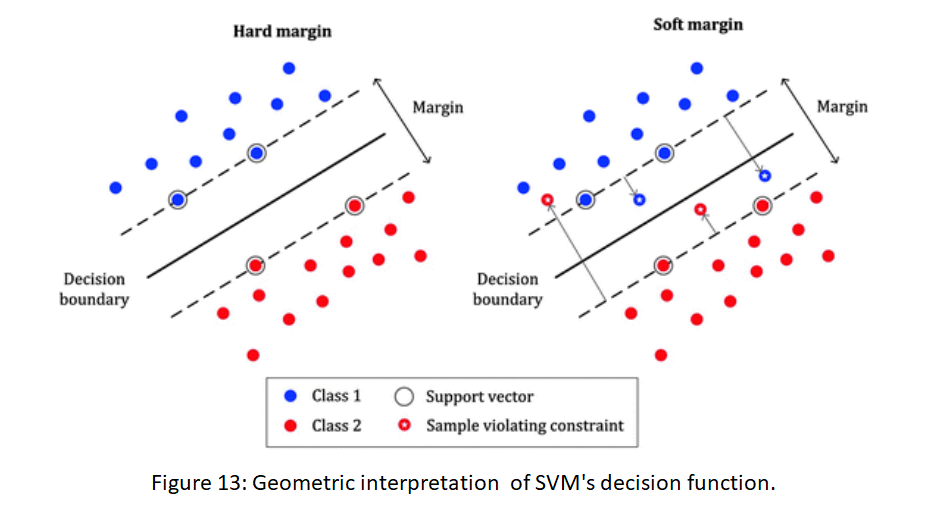 Hard margin
Soft margin
Margin
Margin
Decision
boundary
Decision
boundary
Class 1
Support vector
Class 2
Sample violating constraint
Figure 13: Geometric interpretation of SVM's decision function.